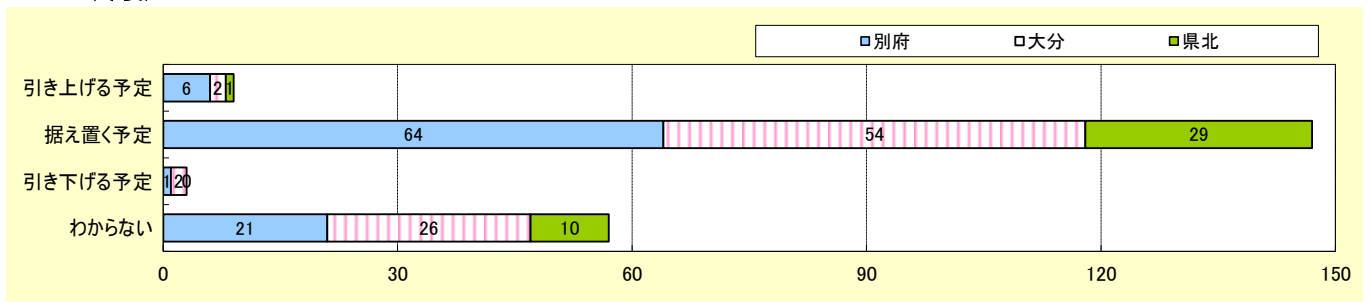 別府 大分 県北
引き上げる予定 6 2 1
据え置く予定 64 54 29
引き下げる予定 1 2 0
わからない 21 26 10
0 30 60 90 120 150